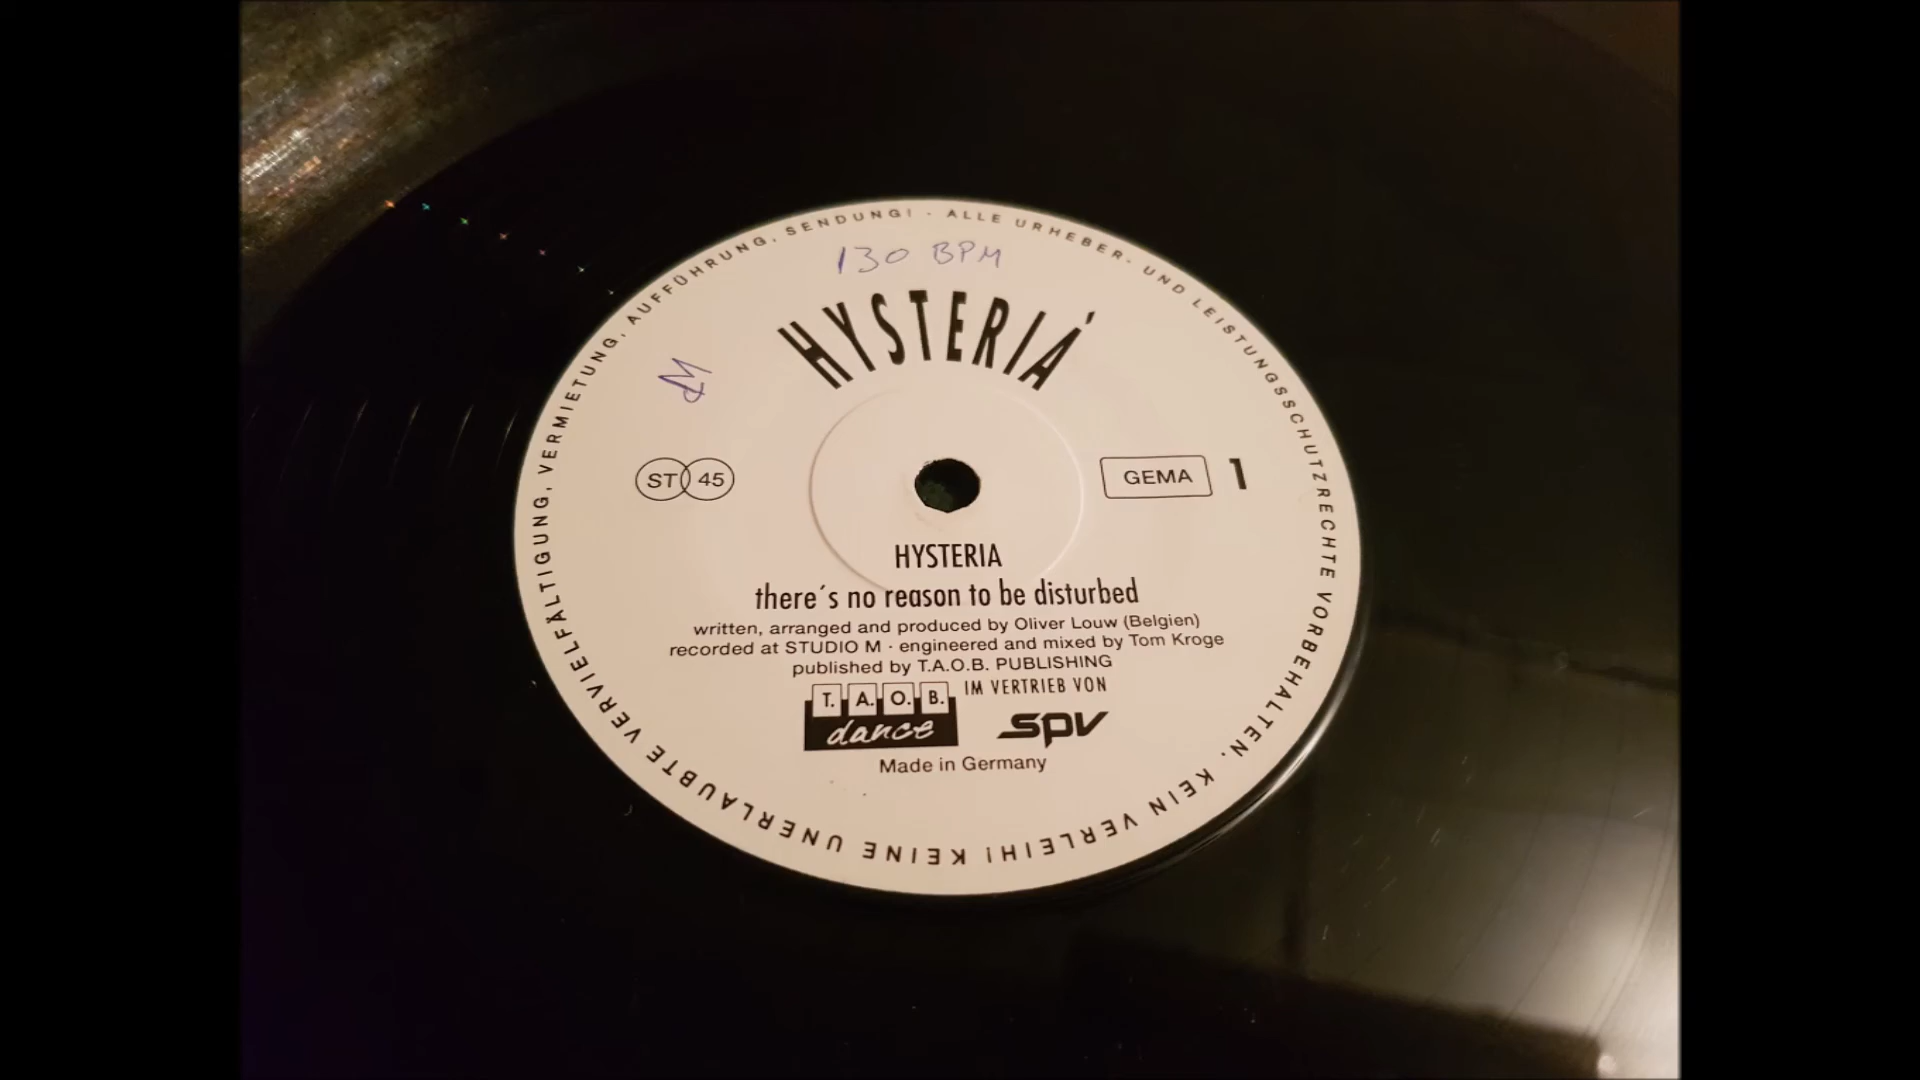 KEINE UNERLAUBTE VERVIELFÄLTIGUNG, VERMIETUNG, AUFFÜHRUNG, SENDUNG! - ALLE URHEBER- UND LEISTUNGSSCHUTZRECHTE VORBEHALTEN. KEIN VERLEIH!
130 BPM
HYSTERIÁ
ST 45
GEMA 1
HYSTERIA
there´s no reason to be disturbed
written, arranged and produced by Oliver Louw (Belgien)
recorded at STUDIO M · engineered and mixed by Tom Kroge
published by T.A.O.B. PUBLISHING
T. A. O. B. IM VERTRIEB VON
dance spv
Made in Germany